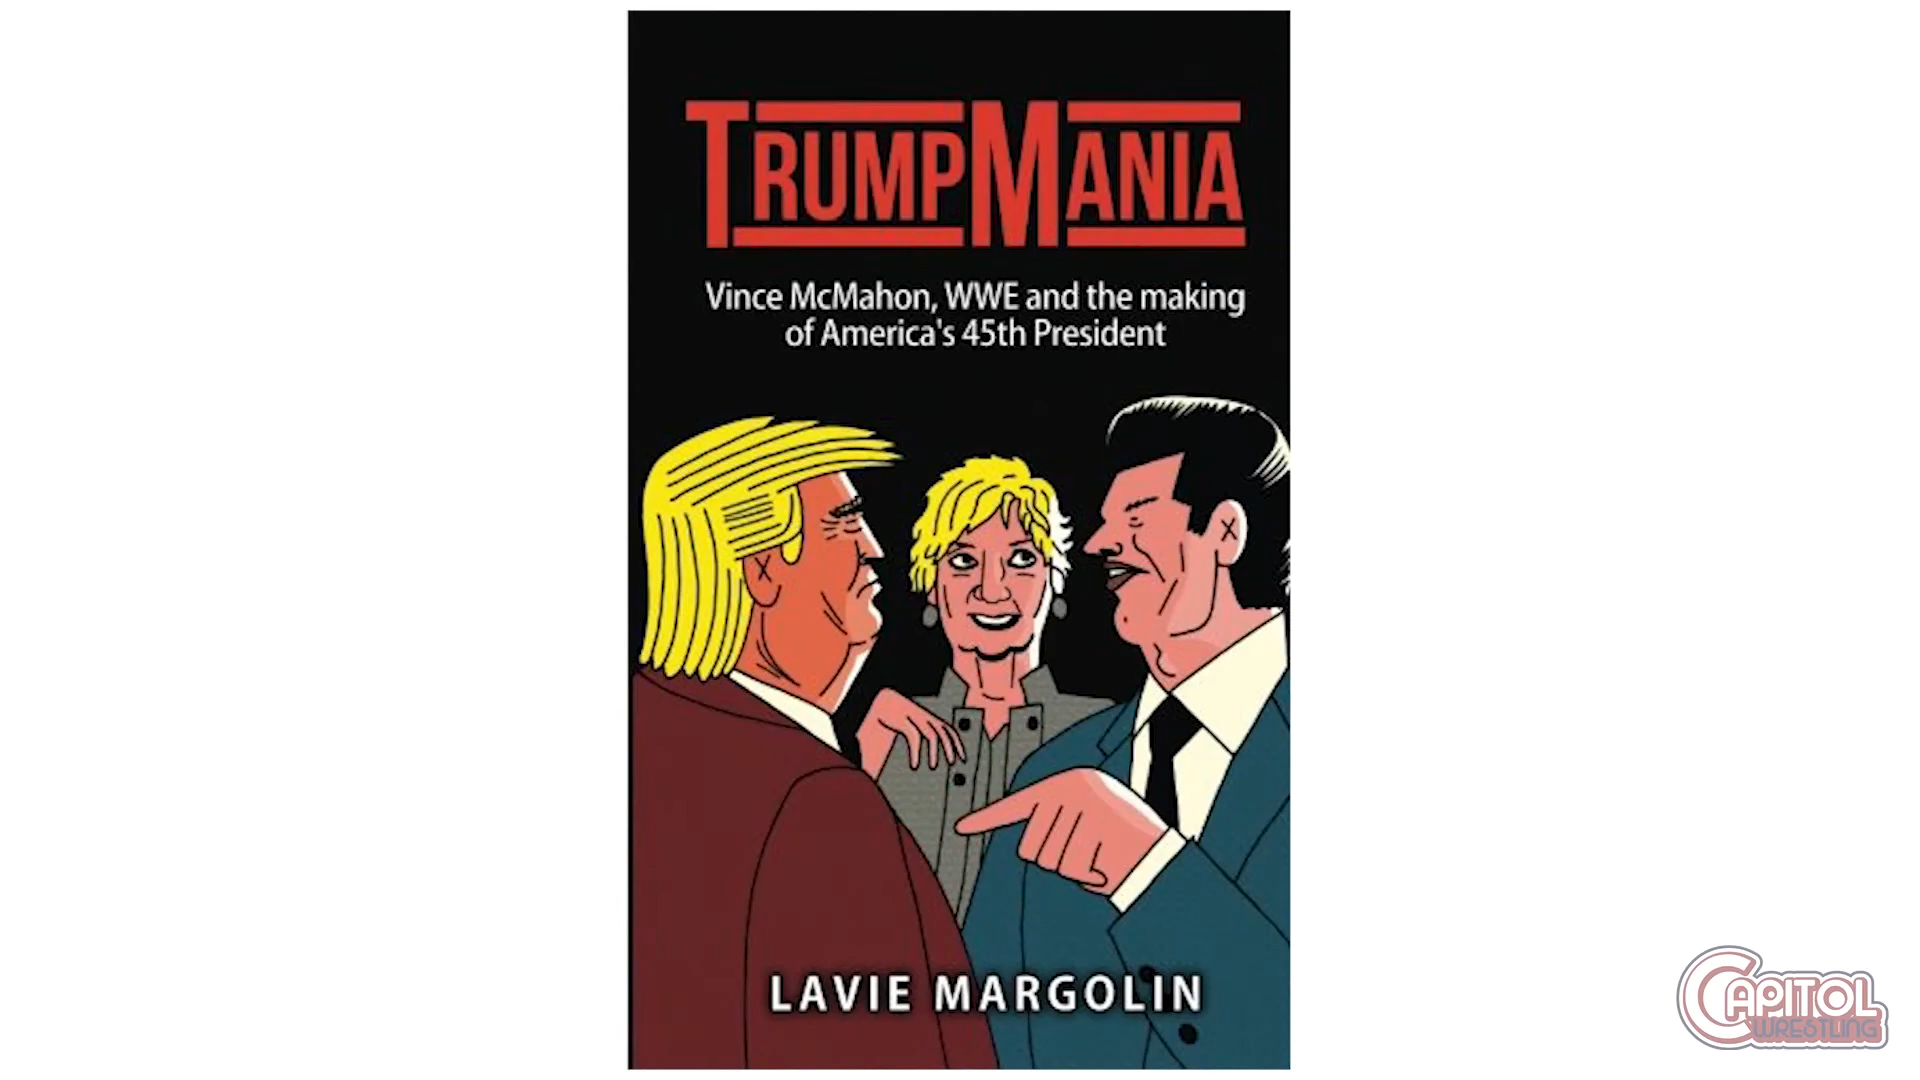 TRUMPMANIA
Vince McMahon, WWE and the making
of America's 45th President
LAVIE MARGOLIN
CAPITOL
WRESTLING